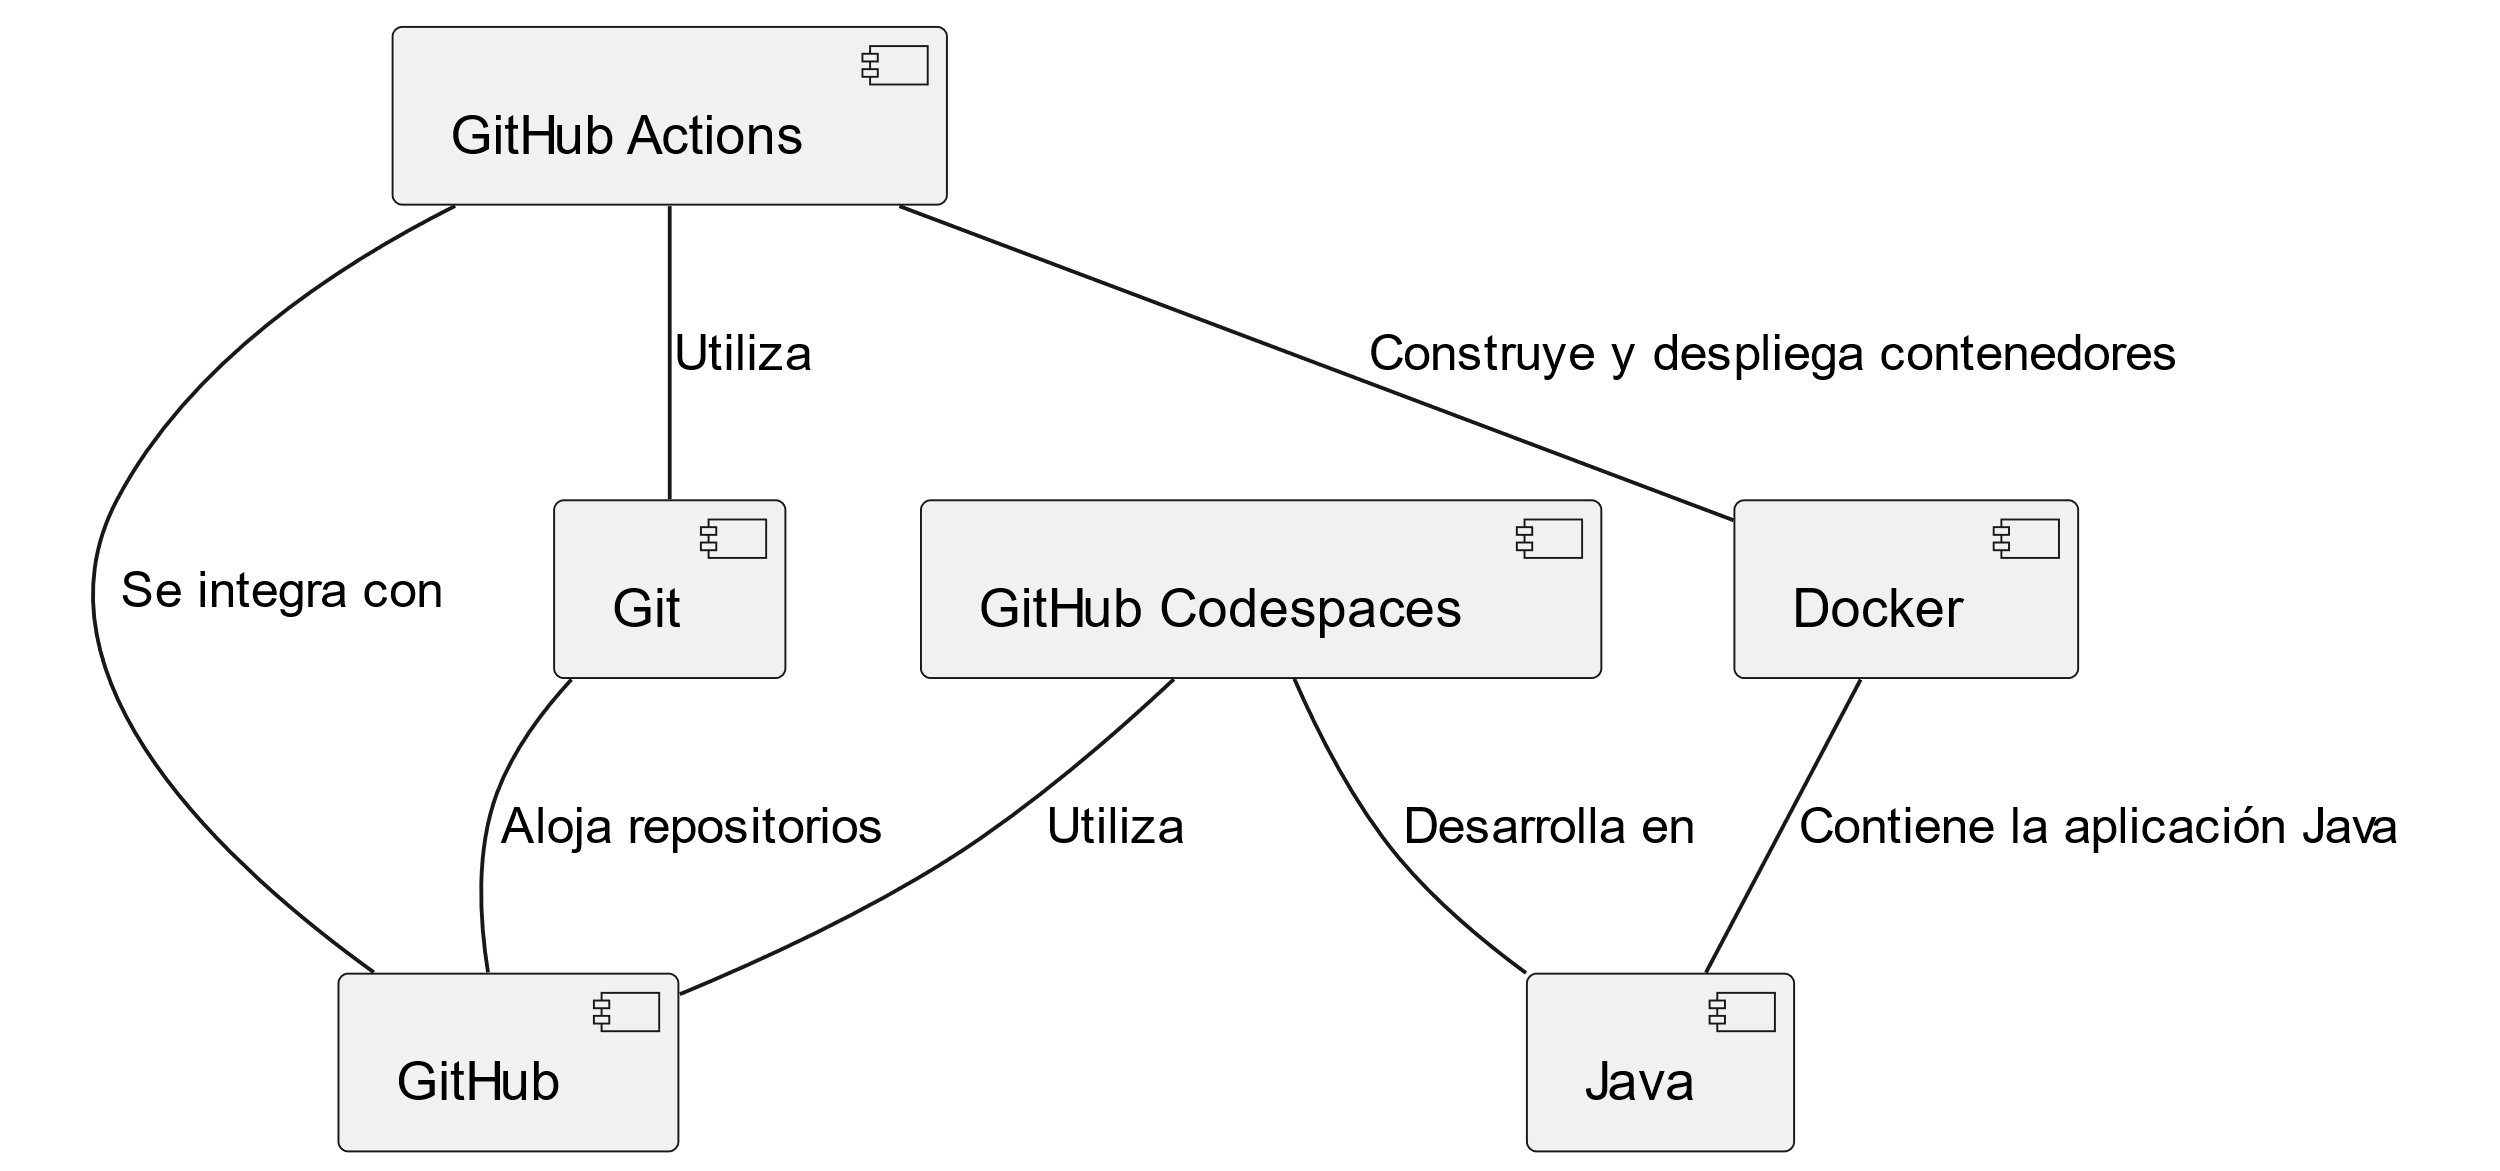 GitHub Actions
Utiliza
Construye y despliega contenedores
Se integra con
Git
GitHub Codespaces
Docker
Aloja repositorios
Utiliza
Desarrolla en
Contiene la aplicación Java
GitHub
Java